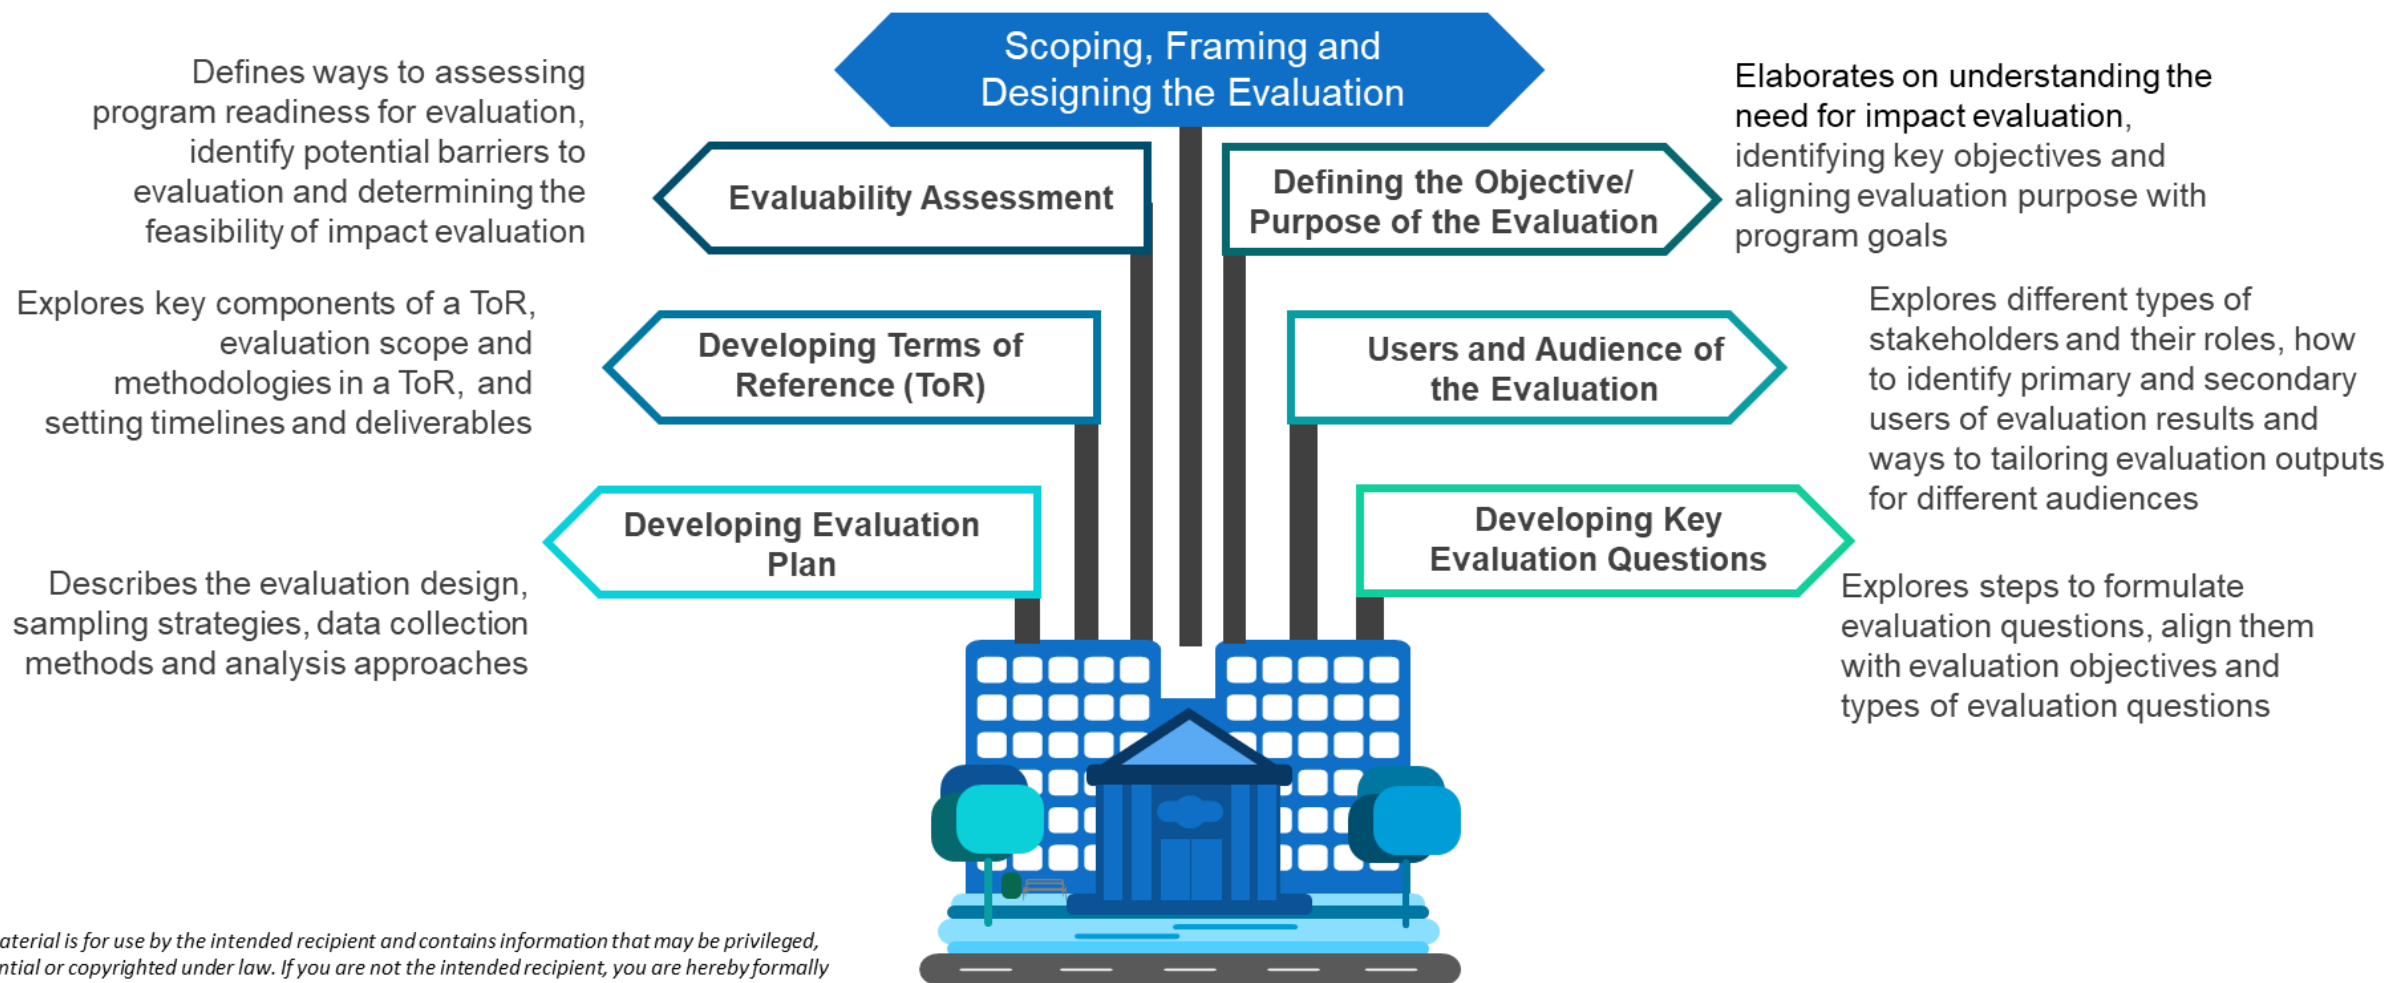 Scoping, Framing and
Designing the Evaluation
Defines ways to assessing
program readiness for evaluation,
identify potential barriers to
evaluation and determining the
feasibility of impact evaluation
Evaluability Assessment
Defining the Objective/
Purpose of the Evaluation
Elaborates on understanding the
need for impact evaluation,
identifying key objectives and
aligning evaluation purpose with
program goals
Explores key components of a ToR,
evaluation scope and
methodologies in a ToR, and
setting timelines and deliverables
Developing Terms of
Reference (ToR)
Users and Audience of
the Evaluation
Explores different types of
stakeholders and their roles, how
to identify primary and secondary
users of evaluation results and
ways to tailoring evaluation outputs
for different audiences
Developing Evaluation
Plan
Describes the evaluation design,
sampling strategies, data collection
methods and analysis approaches
Developing Key
Evaluation Questions
Explores steps to formulate
evaluation questions, align them
with evaluation objectives and
types of evaluation questions
aterial is for use by the intended recipient and contains information that may be privileged,
ntial or copyrighted under law. If you are not the intended recipient, you are hereby formally